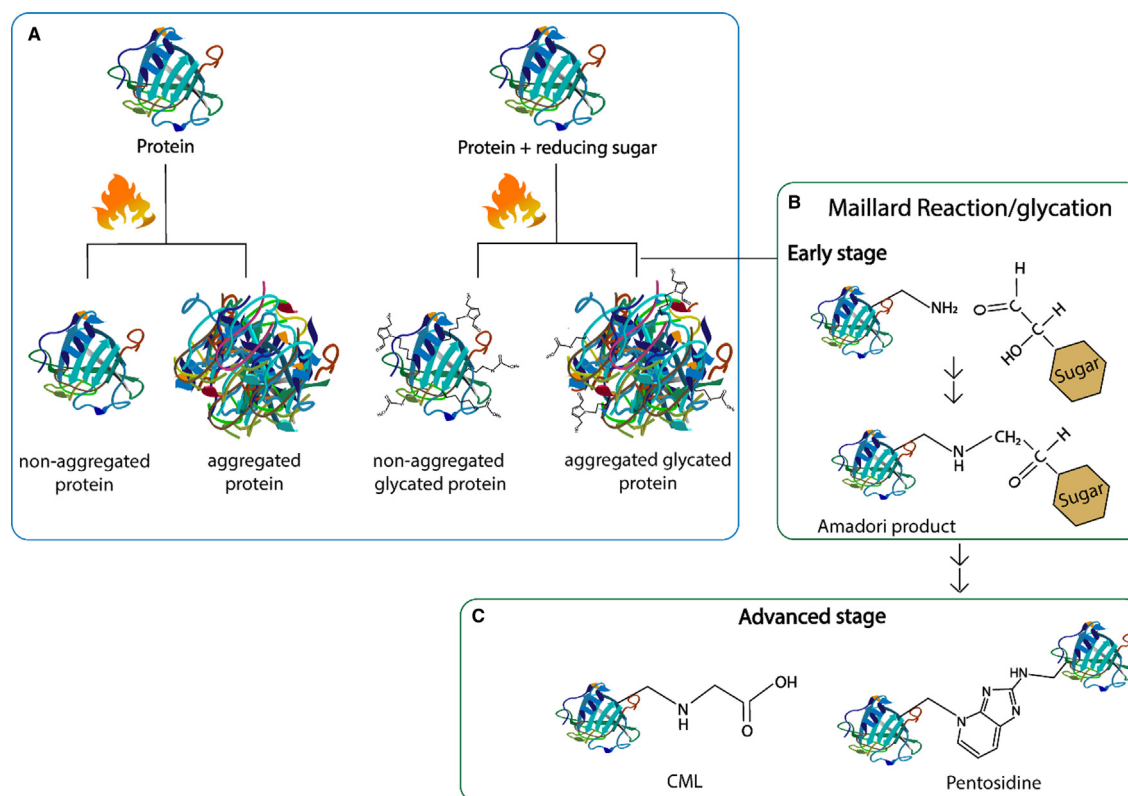 A
Protein
Protein + reducing sugar
non-aggregated
protein
aggregated
protein
non-aggregated
glycated protein
aggregated glycated
protein
B
Maillard Reaction/glycation
Early stage
NH₂
H
O
C
H
HO
Sugar
N
H
CH₂
H
C
O
Sugar
Amadori product
C
Advanced stage
N
H
OH
O
CML
HN
N
N
N
Pentosidine